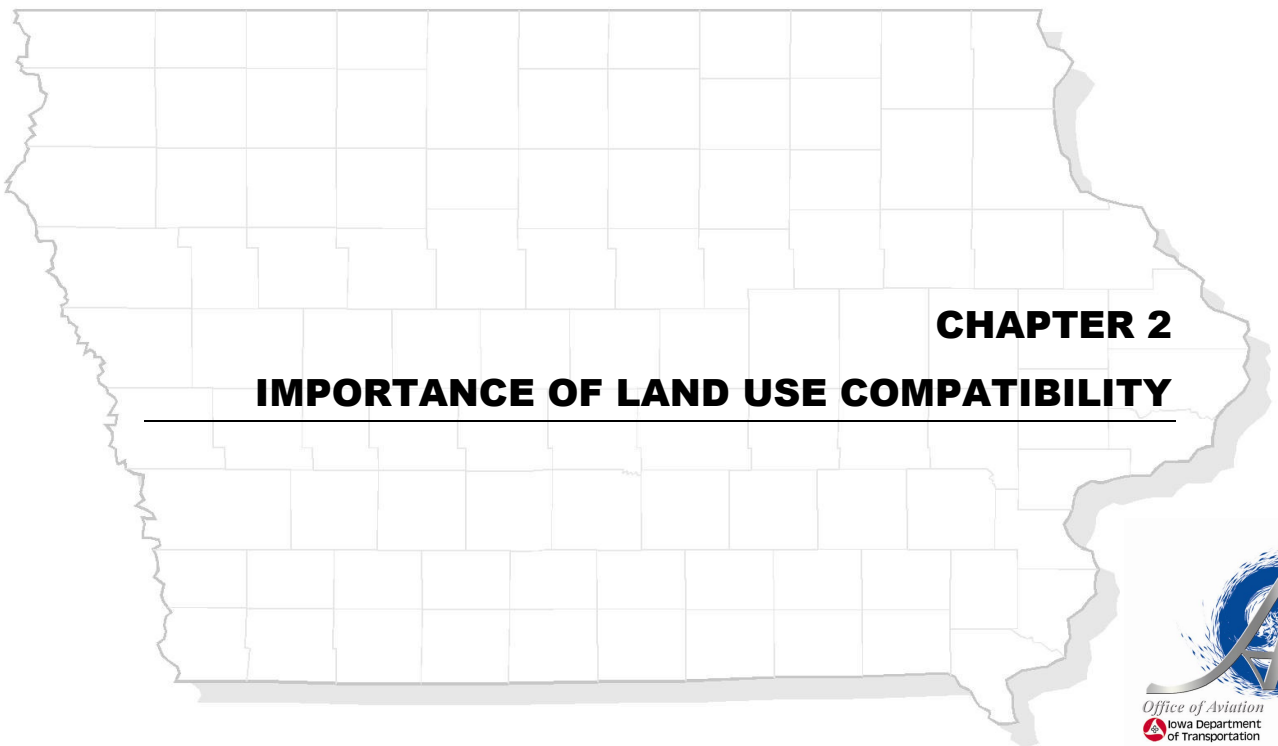 CHAPTER 2
IMPORTANCE OF LAND USE COMPATIBILITY
Office of Aviation
Iowa Department
of Transportation